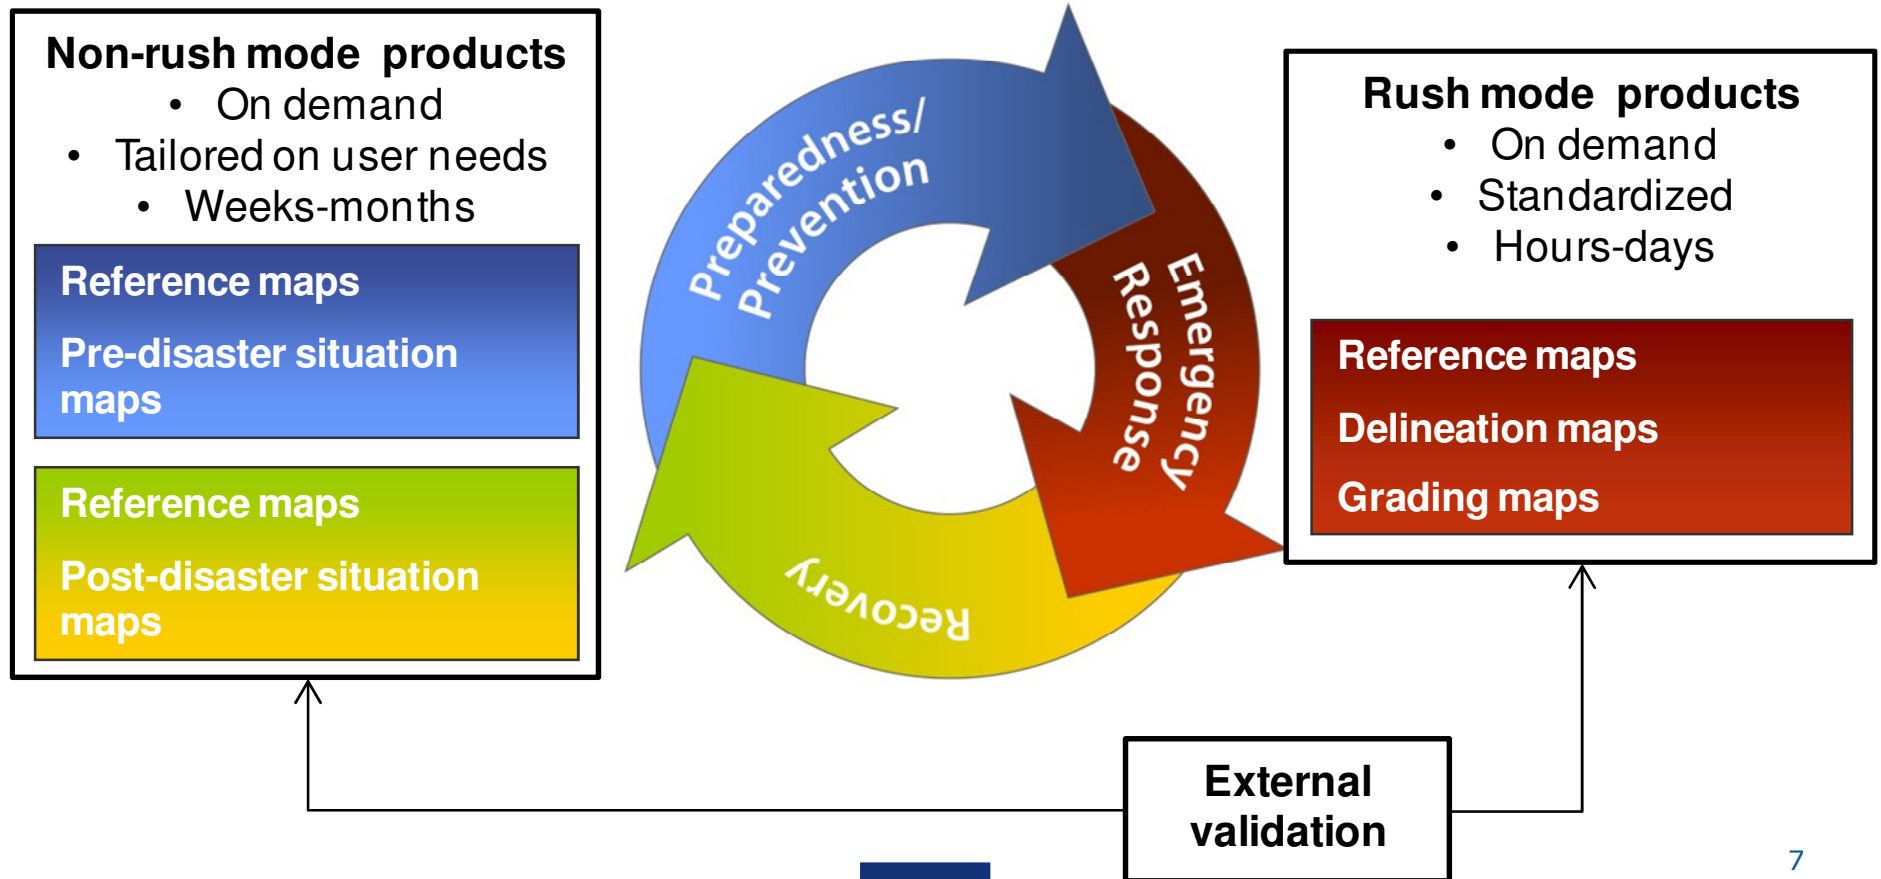 Non-rush mode products
• On demand
• Tailored on user needs
• Weeks-months
Reference maps
Pre-disaster situation
maps
Reference maps
Post-disaster situation
maps
Preparedness/
Prevention
Emergency
Response
Recovery
Rush mode products
• On demand
• Standardized
• Hours-days
Reference maps
Delineation maps
Grading maps
External
validation
7